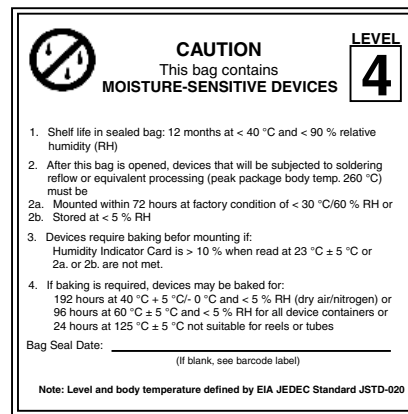 CAUTION
This bag contains
MOISTURE-SENSITIVE DEVICES
LEVEL
4
1. Shelf life in sealed bag: 12 months at < 40 °C and < 90 % relative
humidity (RH)
2. After this bag is opened, devices that will be subjected to soldering
reflow or equivalent processing (peak package body temp. 260 °C)
must be
2a. Mounted within 72 hours at factory condition of < 30 °C/60 % RH or
2b. Stored at < 5 % RH
3. Devices require baking befor mounting if:
Humidity Indicator Card is > 10 % when read at 23 °C ± 5 °C or
2a. or 2b. are not met.
4. If baking is required, devices may be baked for:
192 hours at 40 °C + 5 °C/- 0 °C and < 5 % RH (dry air/nitrogen) or
96 hours at 60 °C ± 5 °C and < 5 % RH for all device containers or
24 hours at 125 °C ± 5 °C not suitable for reels or tubes
Bag Seal Date:
(If blank, see barcode label)
Note: Level and body temperature defined by EIA JEDEC Standard JSTD-020